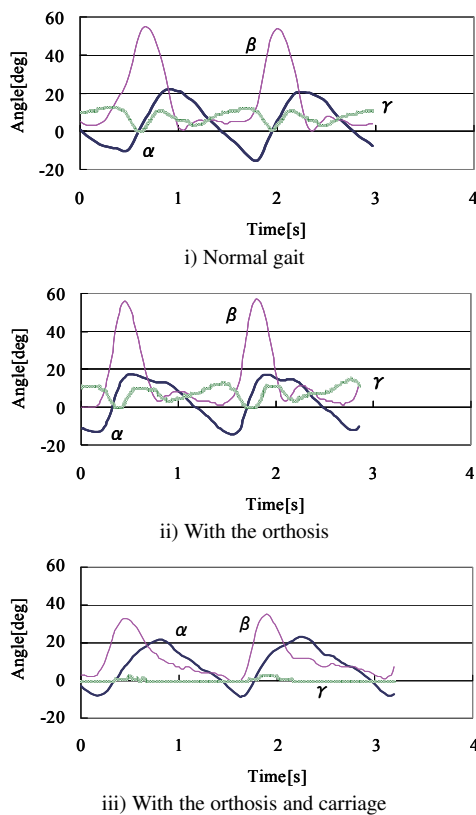 60
40
20
0
-20
Angle[deg]
α
β
γ
0 1 2 3 4
Time[s]
i) Normal gait
60
40
20
0
-20
Angle[deg]
α
β
γ
0 1 2 3 4
Time[s]
ii) With the orthosis
60
40
20
0
-20
Angle[deg]
α
β
γ
0 1 2 3 4
Time[s]
iii) With the orthosis and carriage